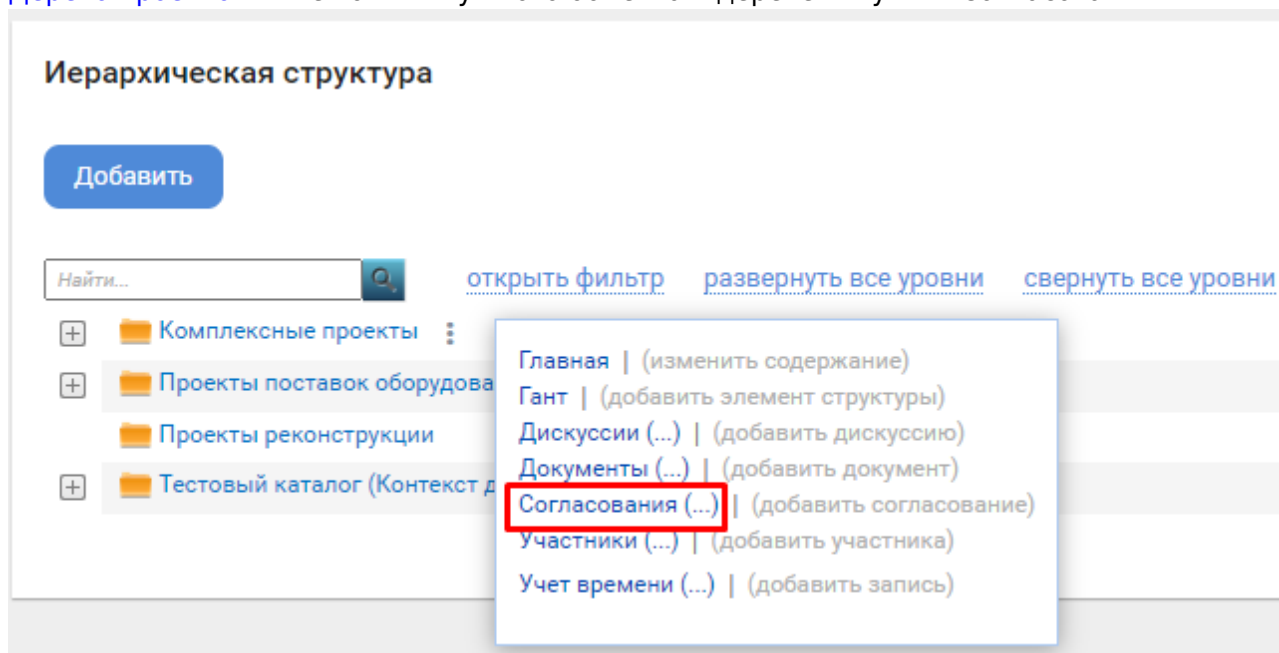 Иерархическая структура
Добавить
Найти...
открыть фильтр развернуть все уровни свернуть все уровни
Комплексные проекты
Проекты поставок оборудова
Проекты реконструкции
Тестовый каталог (Контекст д
Главная | (изменить содержание)
Гант | (добавить элемент структуры)
Дискуссии (...) | (добавить дискуссию)
Документы (...) | (добавить документ)
Согласования (...) | (добавить согласование)
Участники (...) | (добавить участника)
Учет времени (...) | (добавить запись)